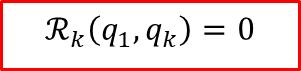 ℛₖ(q₁, qₖ) = 0